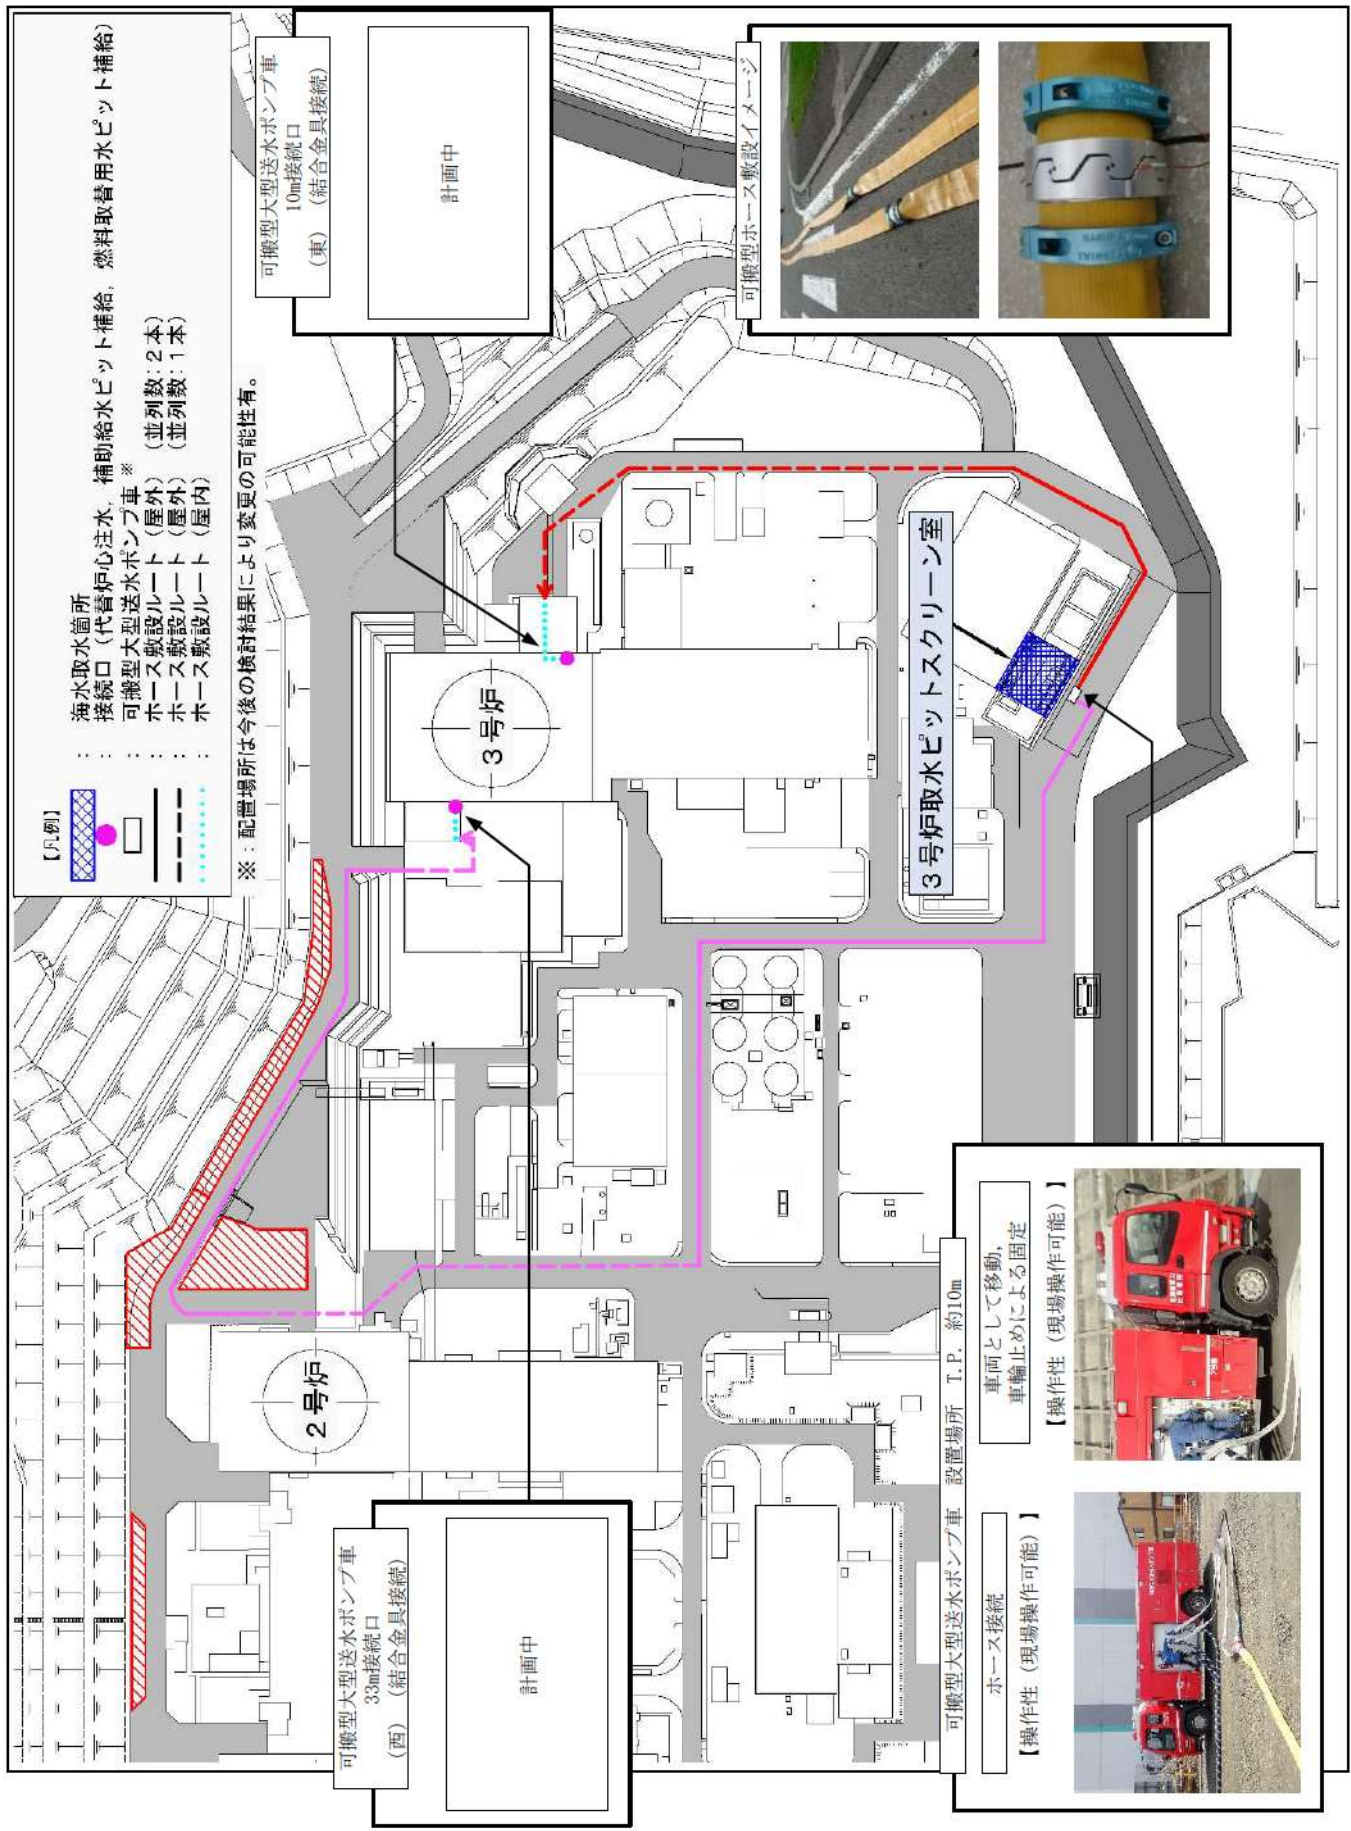 【凡例】
： 海水取水箇所
： 接続口（代替炉心注水，補助給水ピット補給，燃料取替用水ピット補給）
： 可搬型大型送水ポンプ車※
： ホース敷設ルート（屋外）（並列数：２本）
： ホース敷設ルート（屋外）（並列数：１本）
： ホース敷設ルート（屋内）
※：配置場所は今後の検討結果により変更の可能性有。
可搬型大型送水ポンプ車
10m接続口
（東）（結合金具接続）
計画中
可搬型ホース敷設イメージ
３号炉
３号炉取水ピットスクリーン室
２号炉
可搬型大型送水ポンプ車
33m接続口
（西）（結合金具接続）
計画中
可搬型大型送水ポンプ車　設置場所　T.P. 約10m
ホース接続
【操作性（現場操作可能）】
車両として移動，
車輪止めによる固定
【操作性（現場操作可能）】